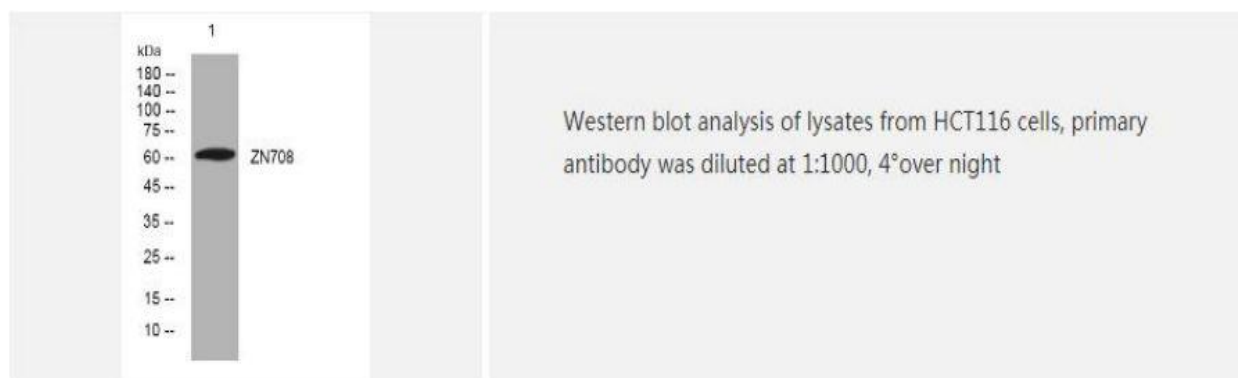 1
kDa
180 --
140 --
100 --
75 --
60 -- ZN708
45 --
35 --
25 --
15 --
10 --
Western blot analysis of lysates from HCT116 cells, primary
antibody was diluted at 1:1000, 4°over night